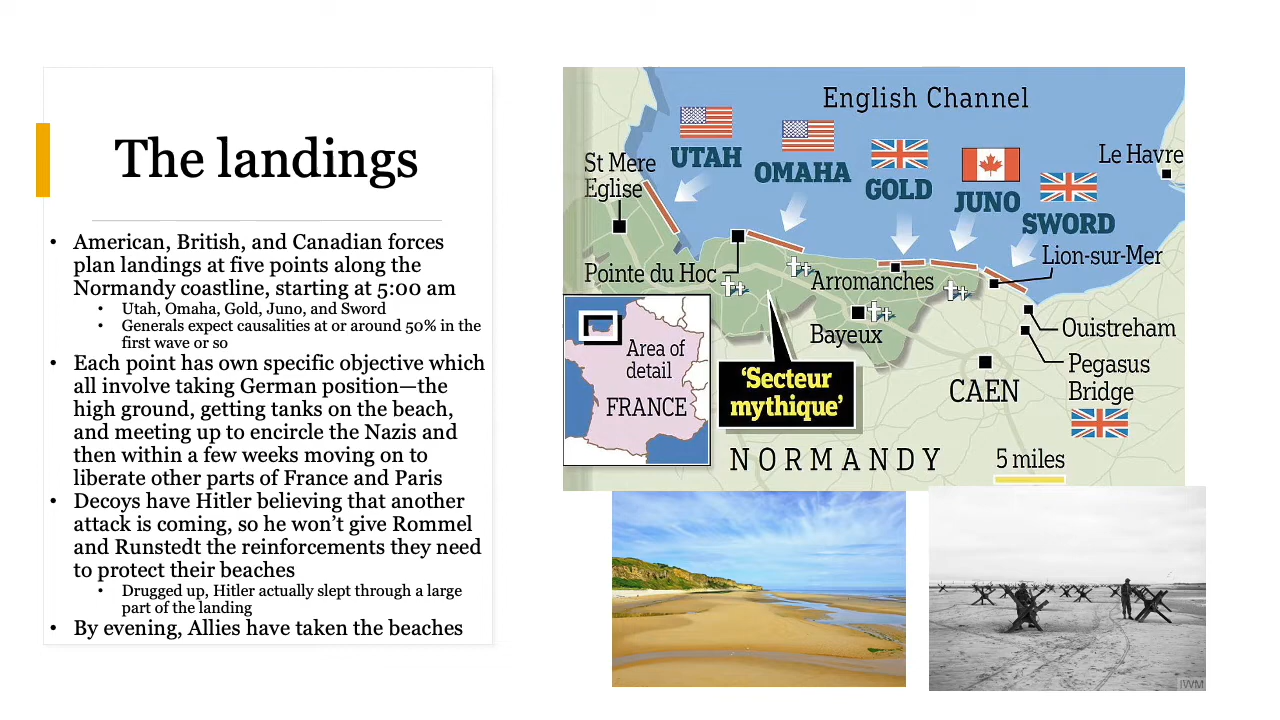 The landings
• American, British, and Canadian forces
plan landings at five points along the
Normandy coastline, starting at 5:00 am
• Utah, Omaha, Gold, Juno, and Sword
• Generals expect causalities at or around 50% in the
first wave or so
• Each point has own specific objective which
all involve taking German position—the
high ground, getting tanks on the beach,
and meeting up to encircle the Nazis and
then within a few weeks moving on to
liberate other parts of France and Paris
• Decoys have Hitler believing that another
attack is coming, so he won’t give Rommel
and Runstedt the reinforcements they need
to protect their beaches
• Drugged up, Hitler actually slept through a large
part of the landing
• By evening, Allies have taken the beaches
English Channel
UTAH
OMAHA
GOLD
JUNO
SWORD
Le Havre
St Mere
Eglise
Pointe du Hoc
Arromanches
Lion-sur-Mer
Bayeux
Ouistreham
Pegasus
Bridge
CAEN
Area of
detail
FRANCE
‘Secteur
mythique’
NORMANDY
5 miles
IWM